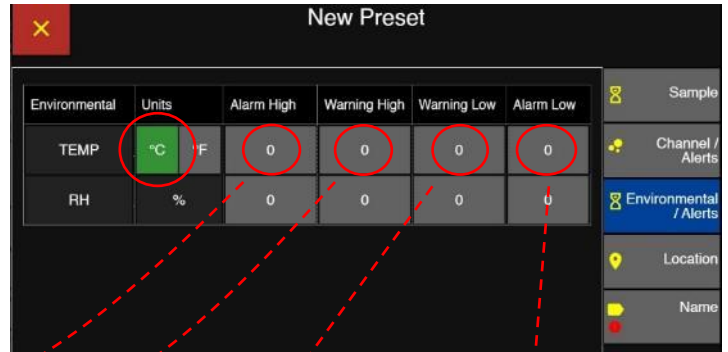 × New Preset
Environmental Units Alarm High Warning High Warning Low Alarm Low
TEMP °C °F 0 0 0 0
RH % 0 0 0 0
Sample
Channel /
Alerts
Environmental
/ Alerts
Location
Name